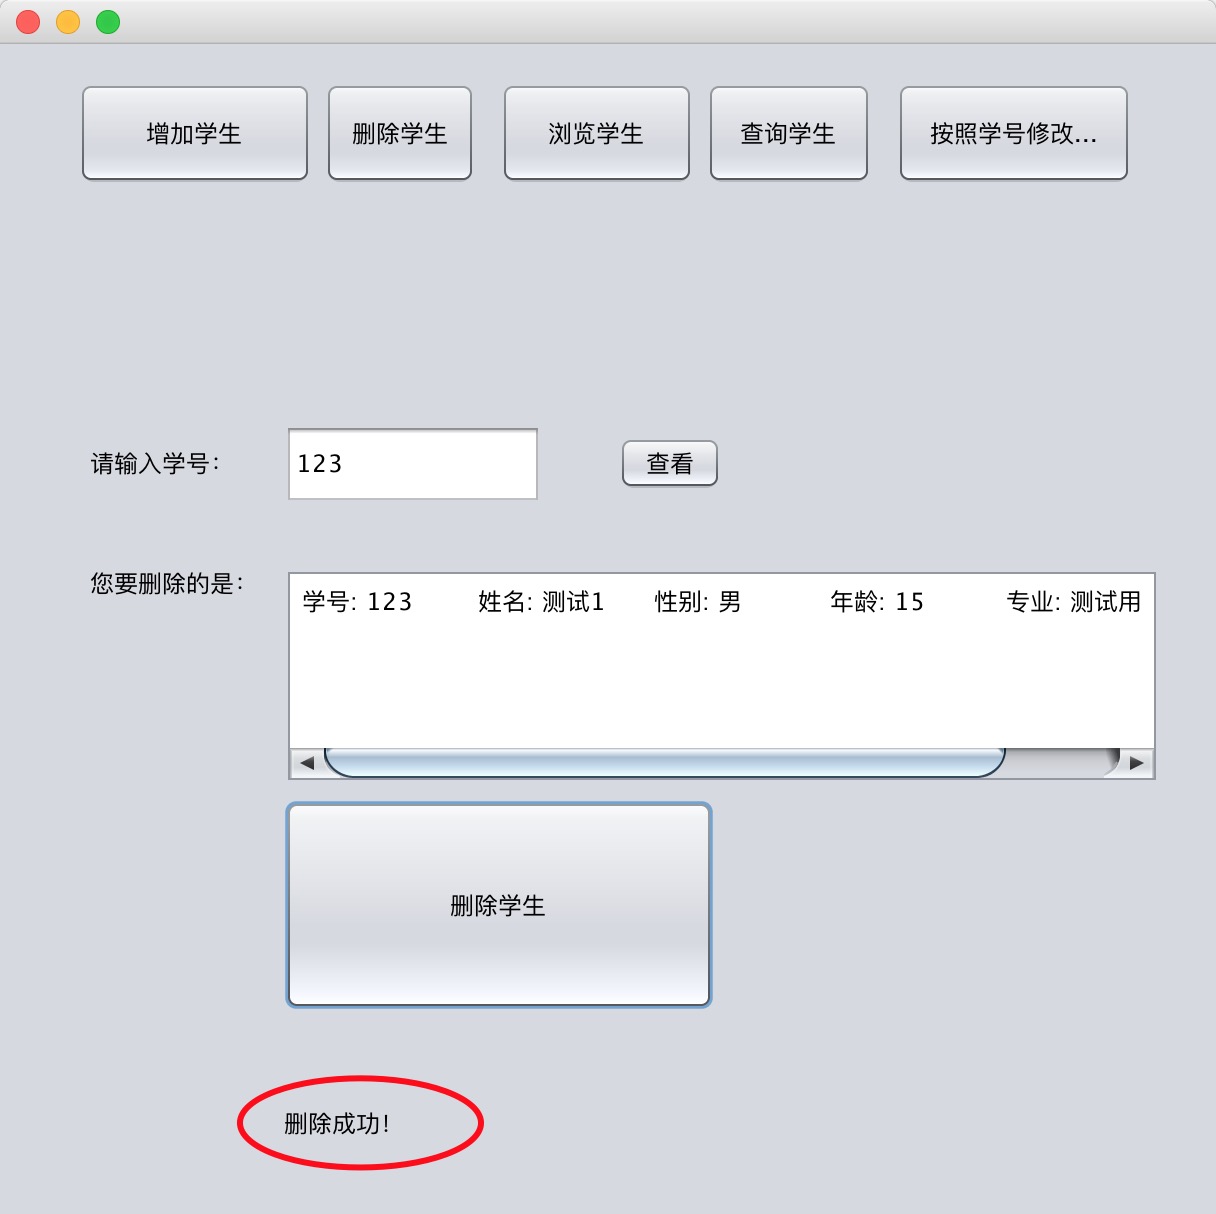 增加学生 删除学生 浏览学生 查询学生 按照学号修改...
请输入学号： 123 查看
您要删除的是：
学号: 123 姓名: 测试1 性别: 男 年龄: 15 专业: 测试用
删除学生
删除成功！